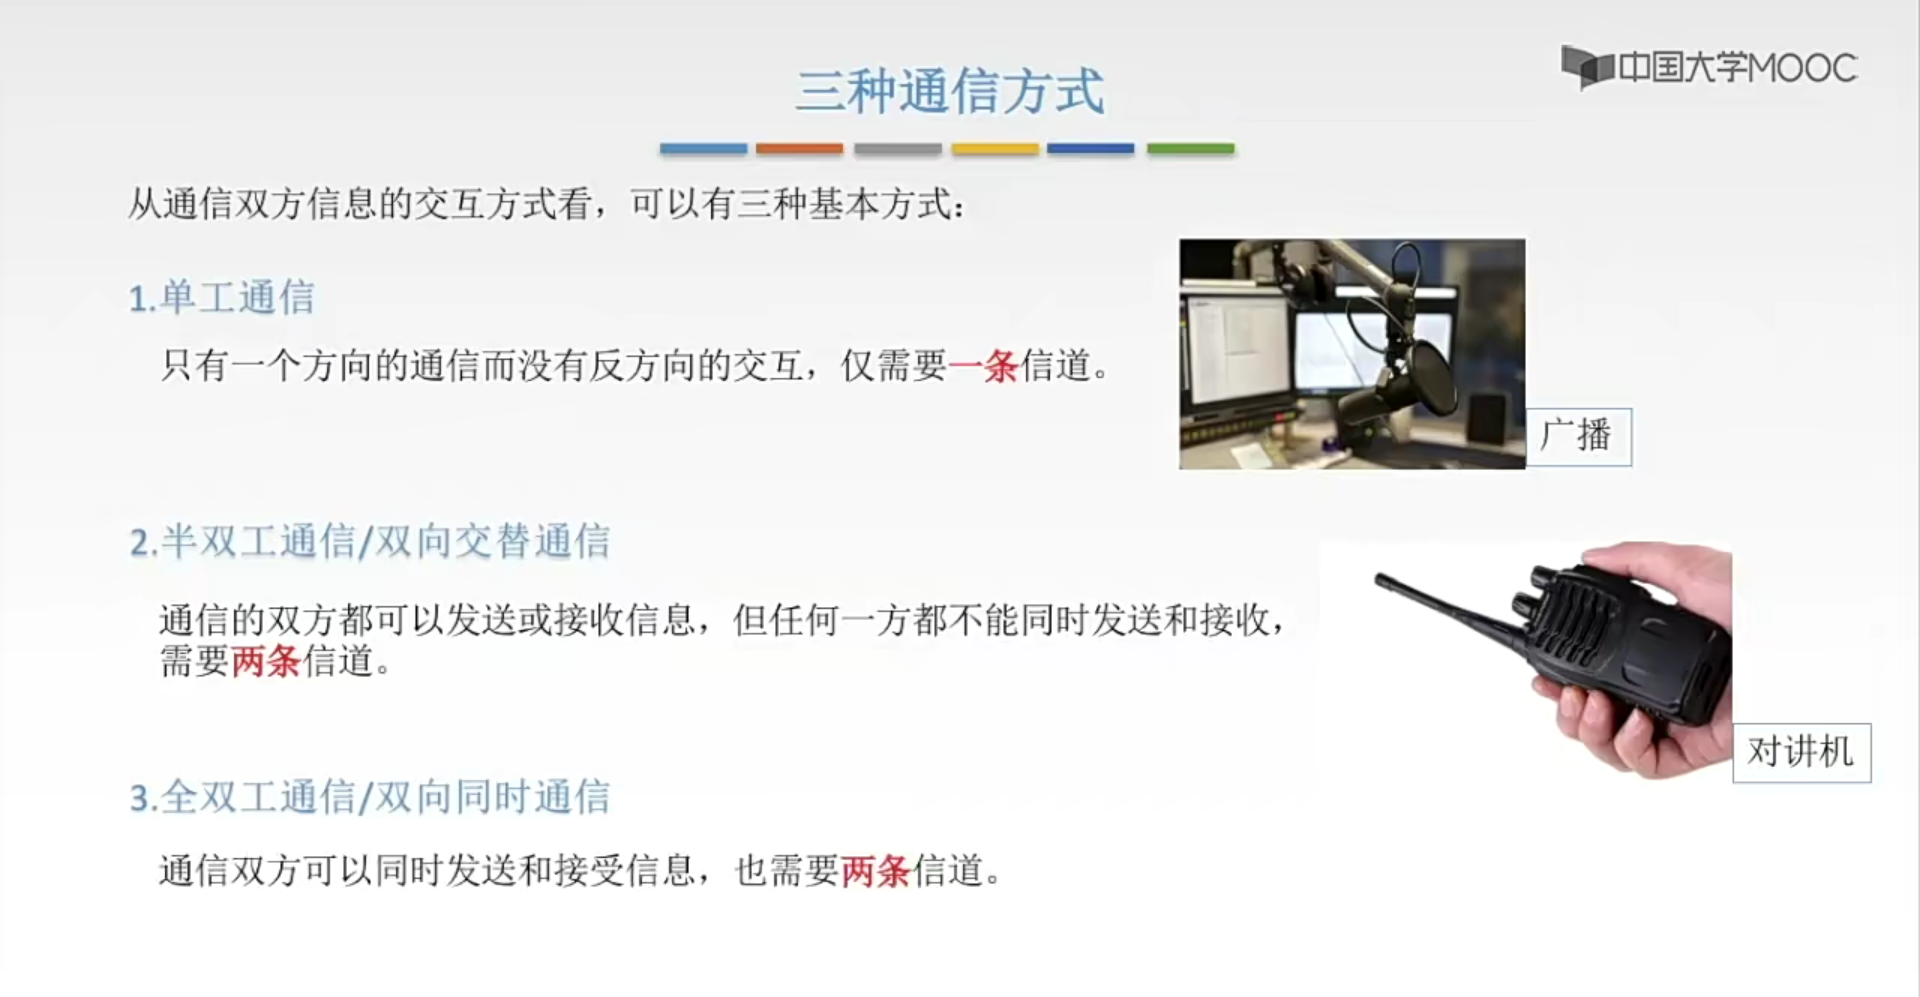 中国大学MOOC
三种通信方式
从通信双方信息的交互方式看，可以有三种基本方式：
1.单工通信
只有一个方向的通信而没有反方向的交互，仅需要一条信道。
广播
2.半双工通信/双向交替通信
通信的双方都可以发送或接收信息，但任何一方都不能同时发送和接收，
需要两条信道。
对讲机
3.全双工通信/双向同时通信
通信双方可以同时发送和接受信息，也需要两条信道。